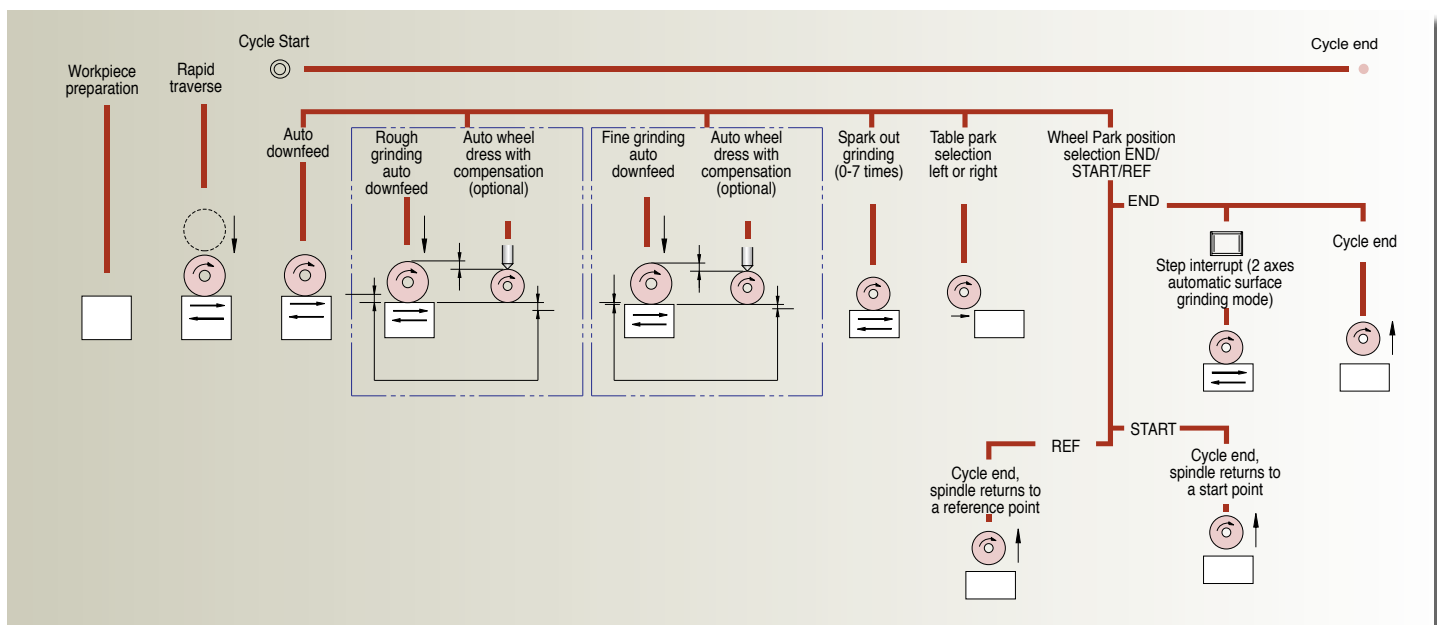 Cycle Start
Cycle end
Workpiece
preparation
Rapid
traverse
Auto
downfeed
Rough
grinding
auto
downfeed
Auto wheel
dress with
compensation
(optional)
Fine grinding
auto
downfeed
Auto wheel
dress with
compensation
(optional)
Spark out
grinding
(0-7 times)
Table park
selection
left or right
Wheel Park position
selection END/
START/REF
END
Step interrupt (2 axes
automatic surface
grinding mode)
Cycle end
START
Cycle end,
spindle returns to
a start point
REF
Cycle end,
spindle returns to
a reference point